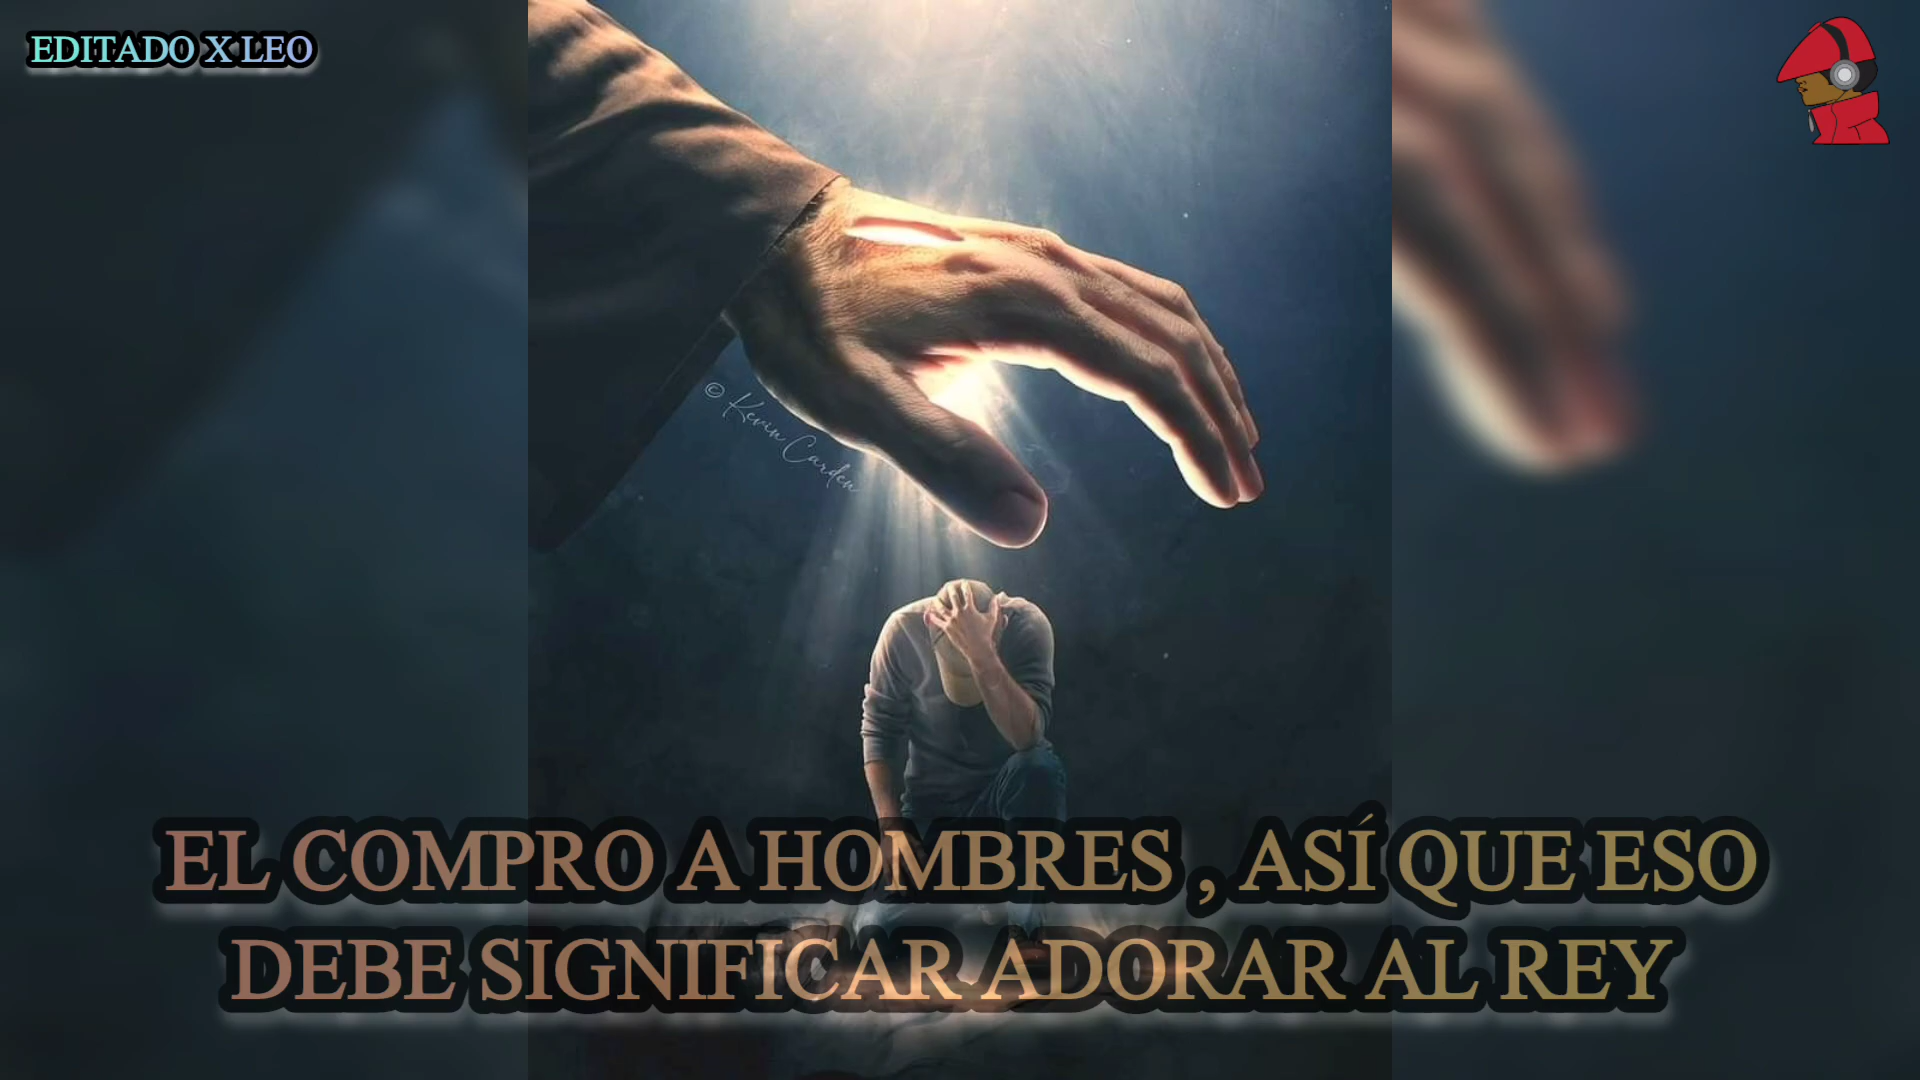 EDITADO X LEO
© Kevin Carden
EL COMPRO A HOMBRES , ASÍ QUE ESO
DEBE SIGNIFICAR ADORAR AL REY